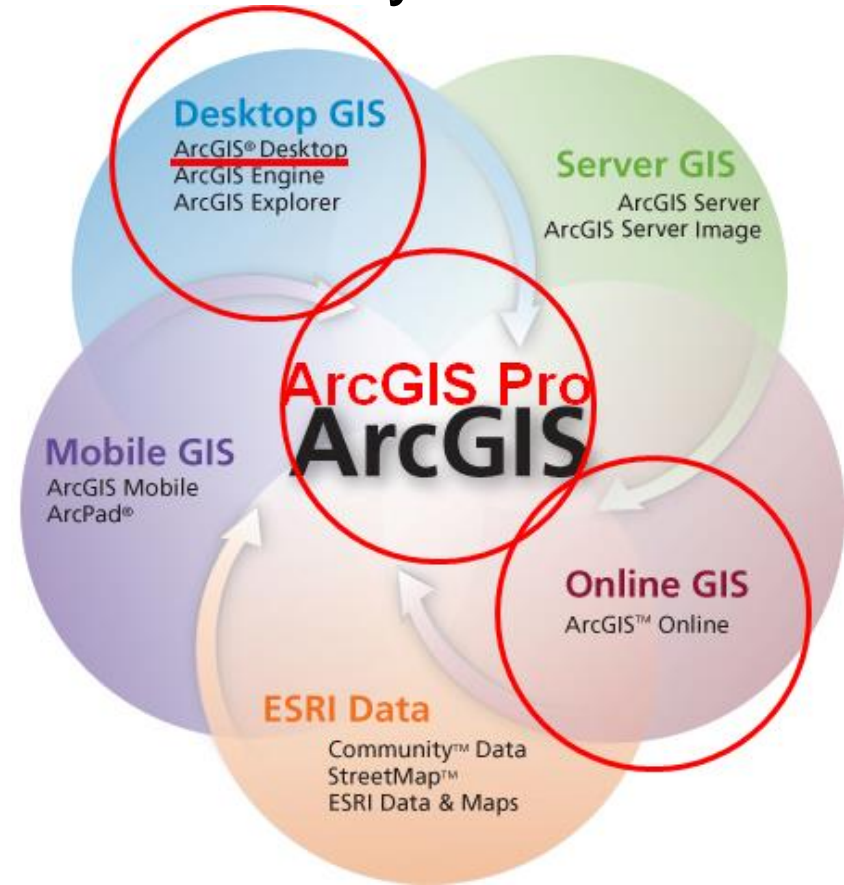 Desktop GIS
ArcGIS® Desktop
ArcGIS Engine
ArcGIS Explorer
Server GIS
ArcGIS Server
ArcGIS Server Image
ArcGIS Pro
ArcGIS
Mobile GIS
ArcGIS Mobile
ArcPad®
Online GIS
ArcGIS™ Online
ESRI Data
Community™ Data
StreetMap™
ESRI Data & Maps